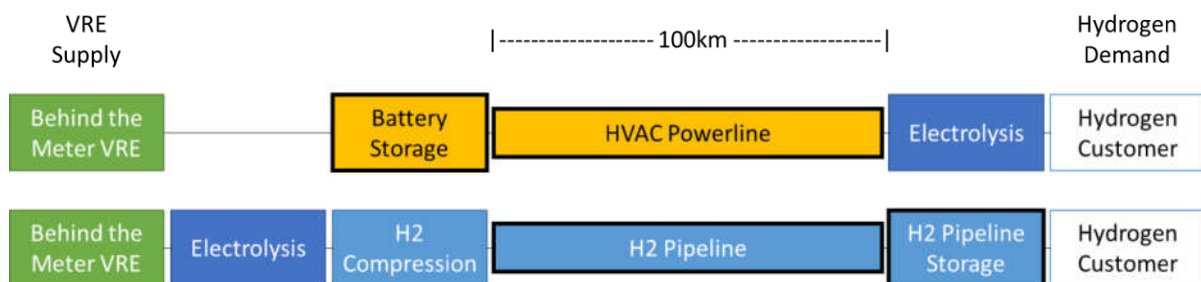 VRE
Supply
|--------------------- 100km ---------------------|
Hydrogen
Demand
Behind the
Meter VRE
Battery
Storage
HVAC Powerline
Electrolysis
Hydrogen
Customer
Behind the
Meter VRE
Electrolysis
H2
Compression
H2 Pipeline
H2 Pipeline
Storage
Hydrogen
Customer